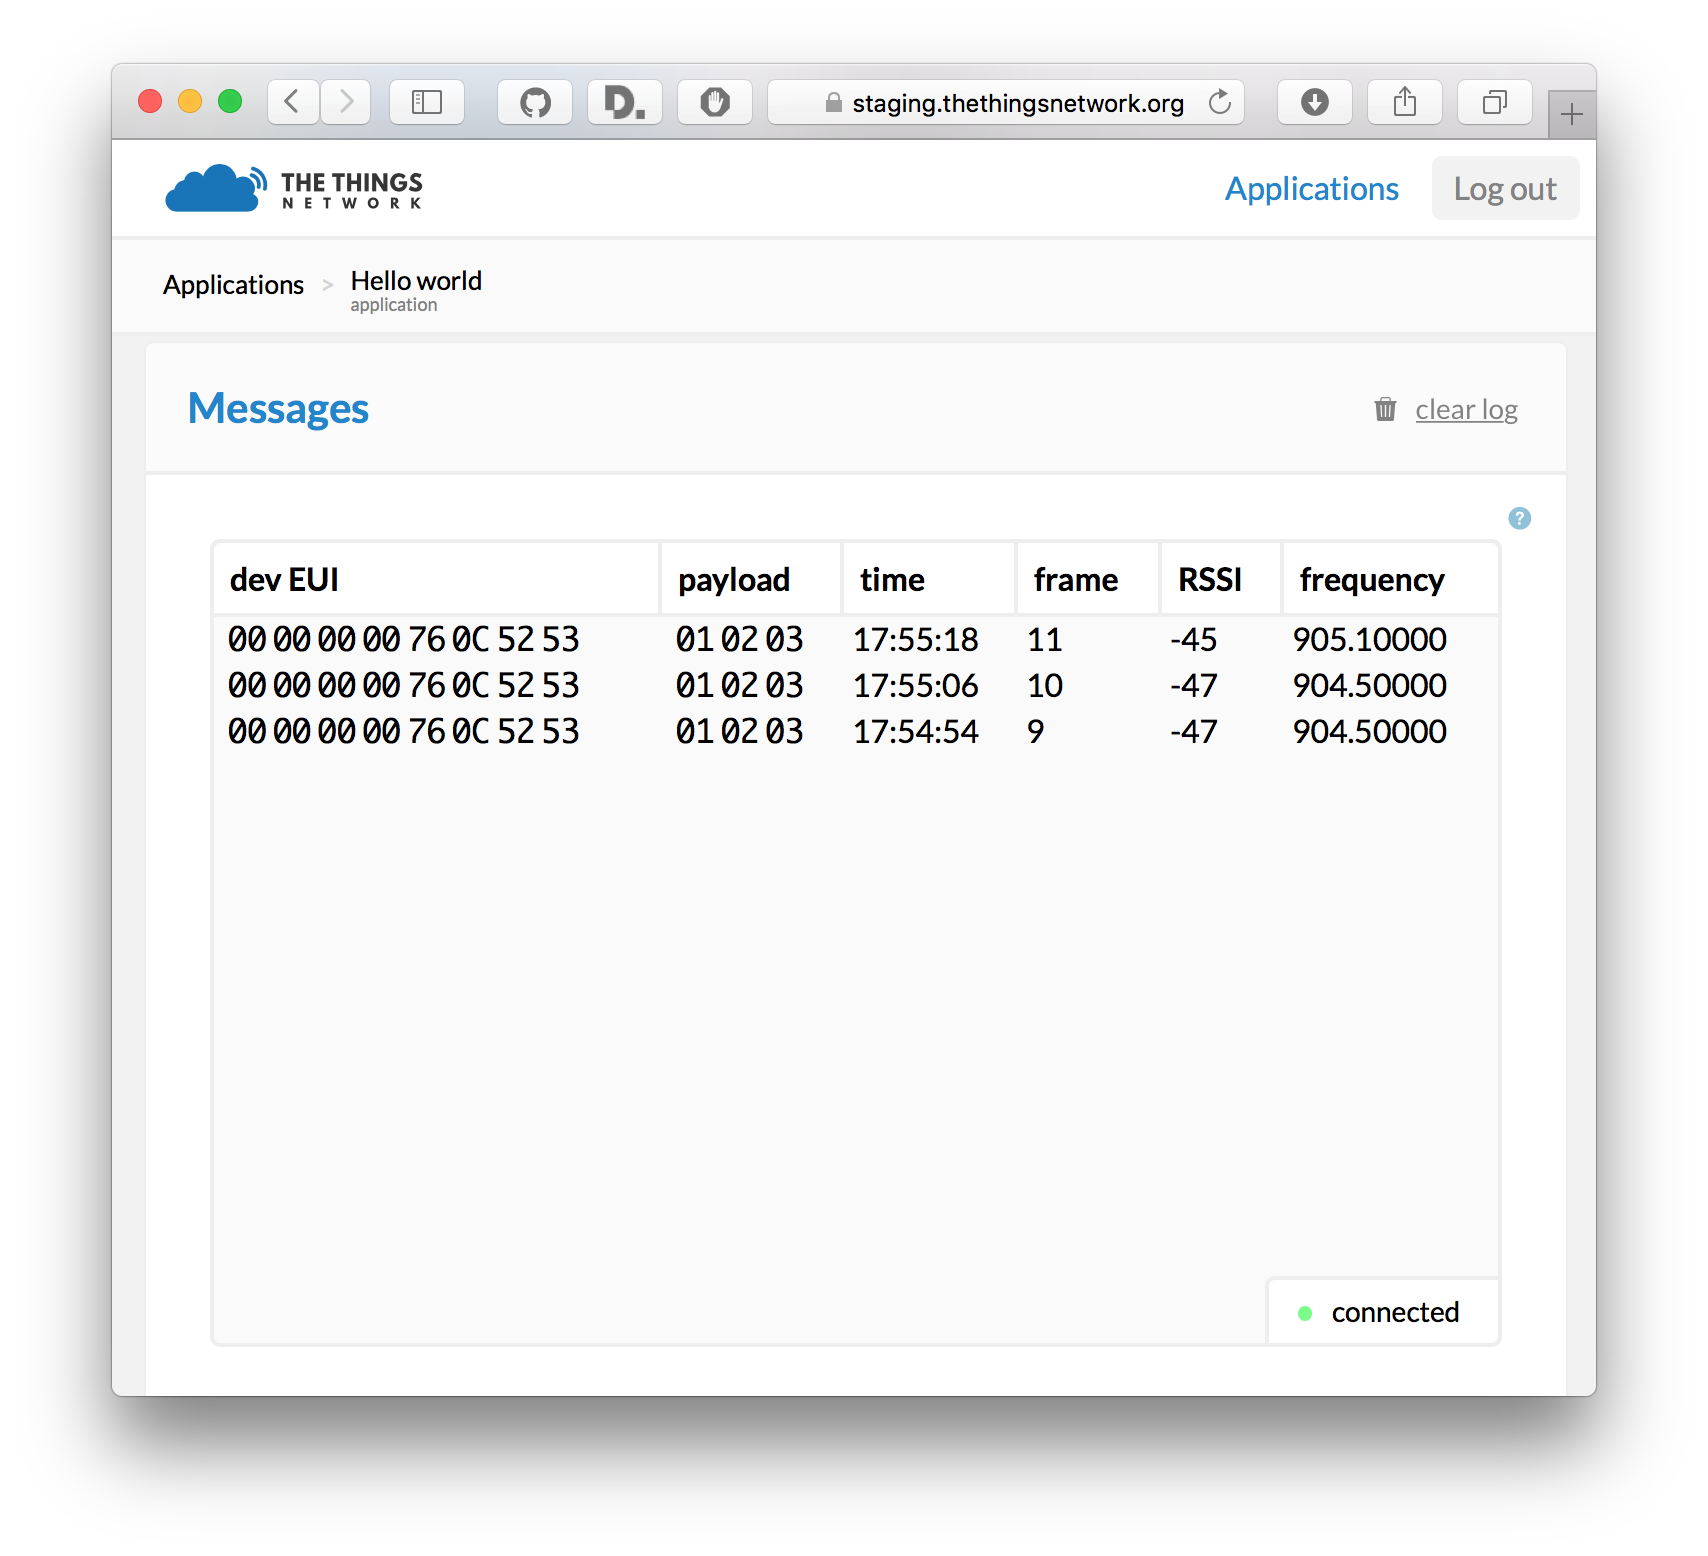 staging.thethingsnetwork.org
THE THINGS
NETWORK
Applications
Log out
Applications > Hello world
application
Messages
clear log
?
dev EUI payload time frame RSSI frequency
00 00 00 00 76 0C 52 53 01 02 03 17:55:18 11 -45 905.10000
00 00 00 00 76 0C 52 53 01 02 03 17:55:06 10 -47 904.50000
00 00 00 00 76 0C 52 53 01 02 03 17:54:54 9 -47 904.50000
connected